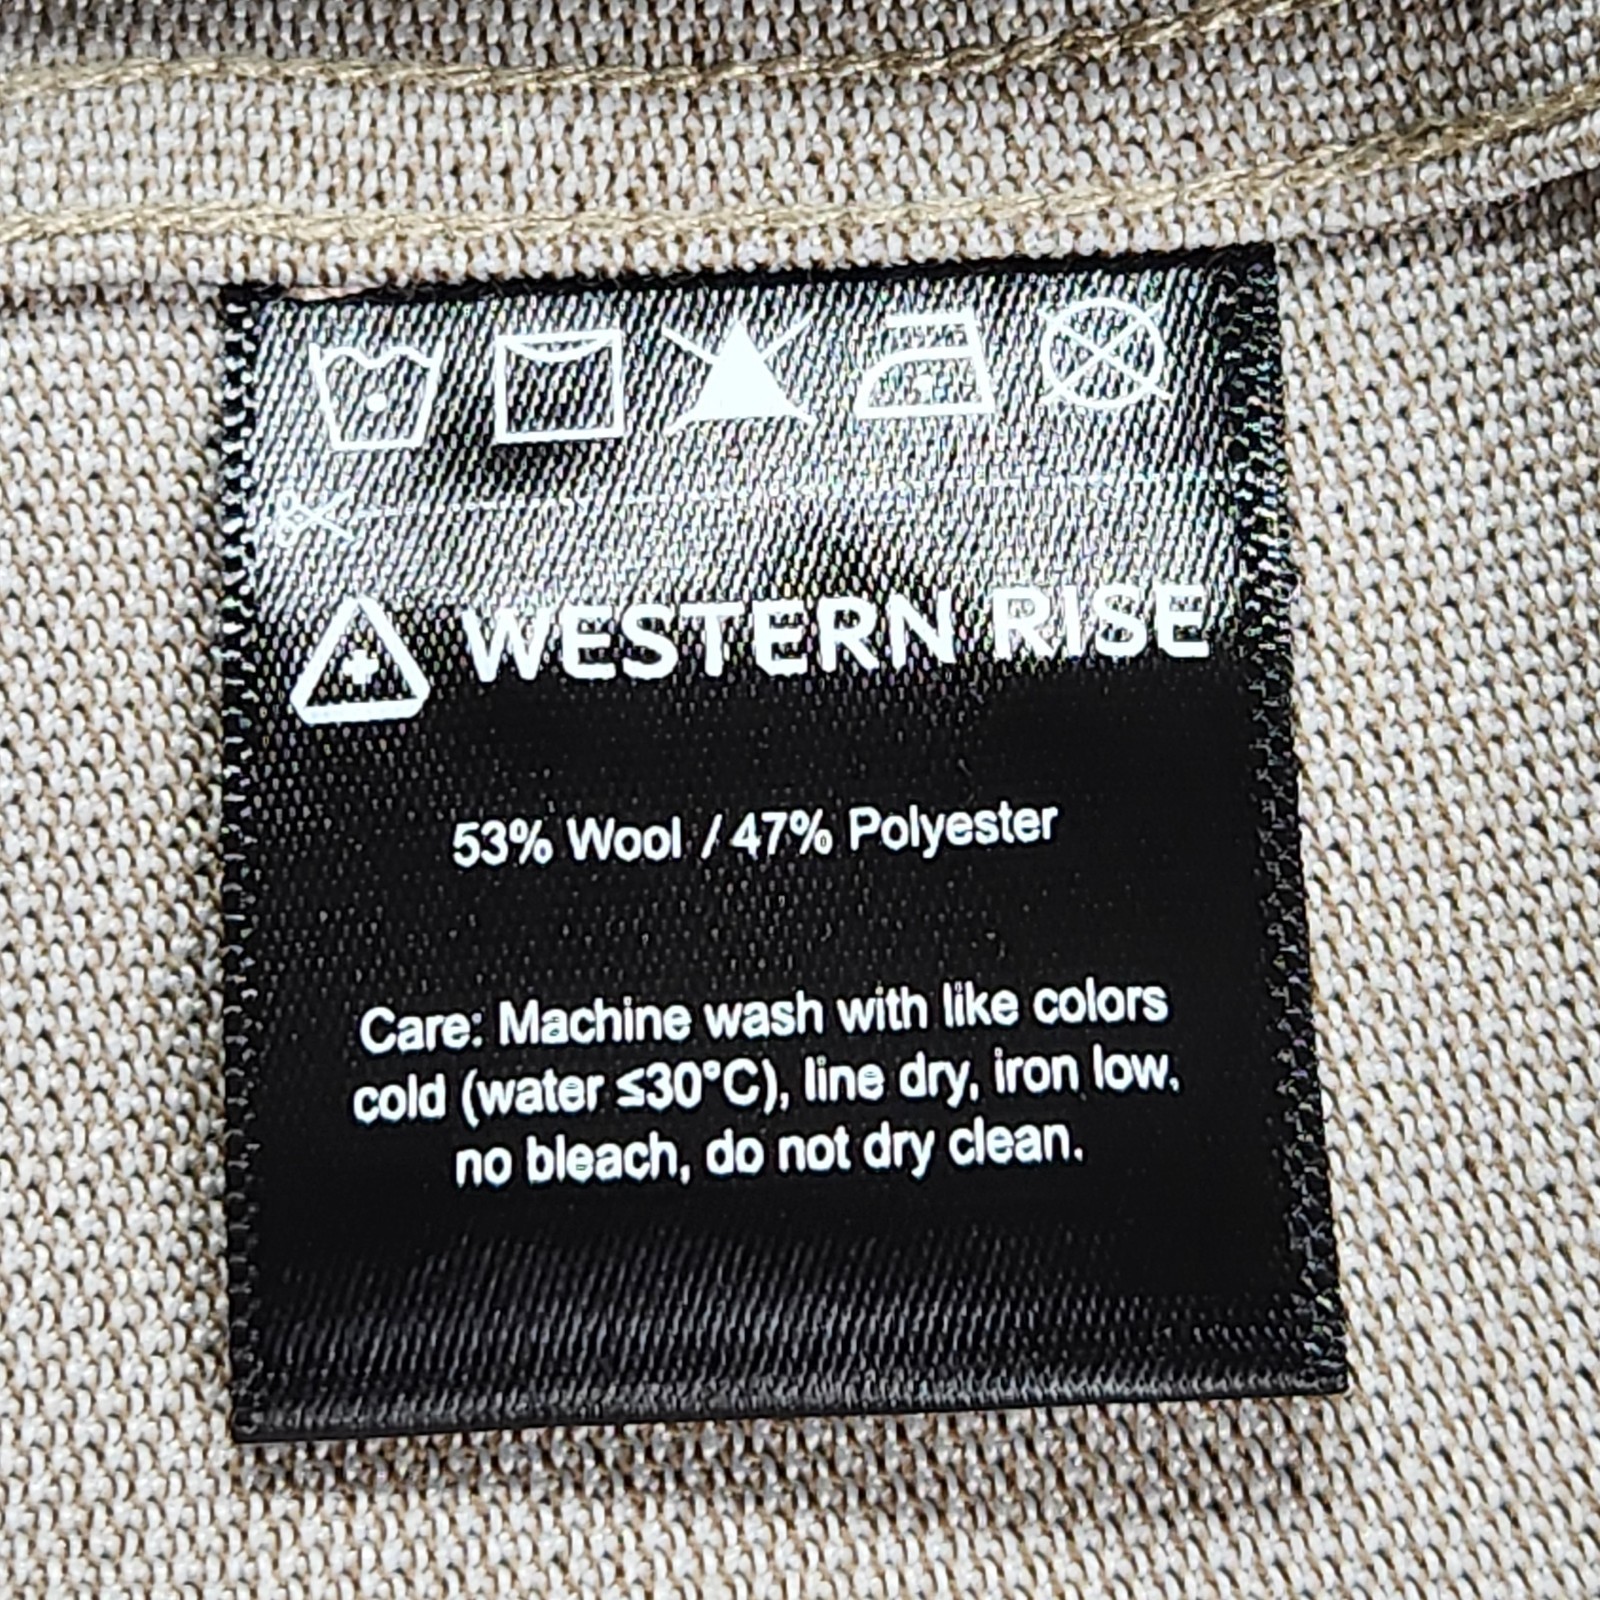 WESTERN RISE
53% Wool / 47% Polyester
Care: Machine wash with like colors
cold (water ≤30°C), line dry, iron low,
no bleach, do not dry clean.